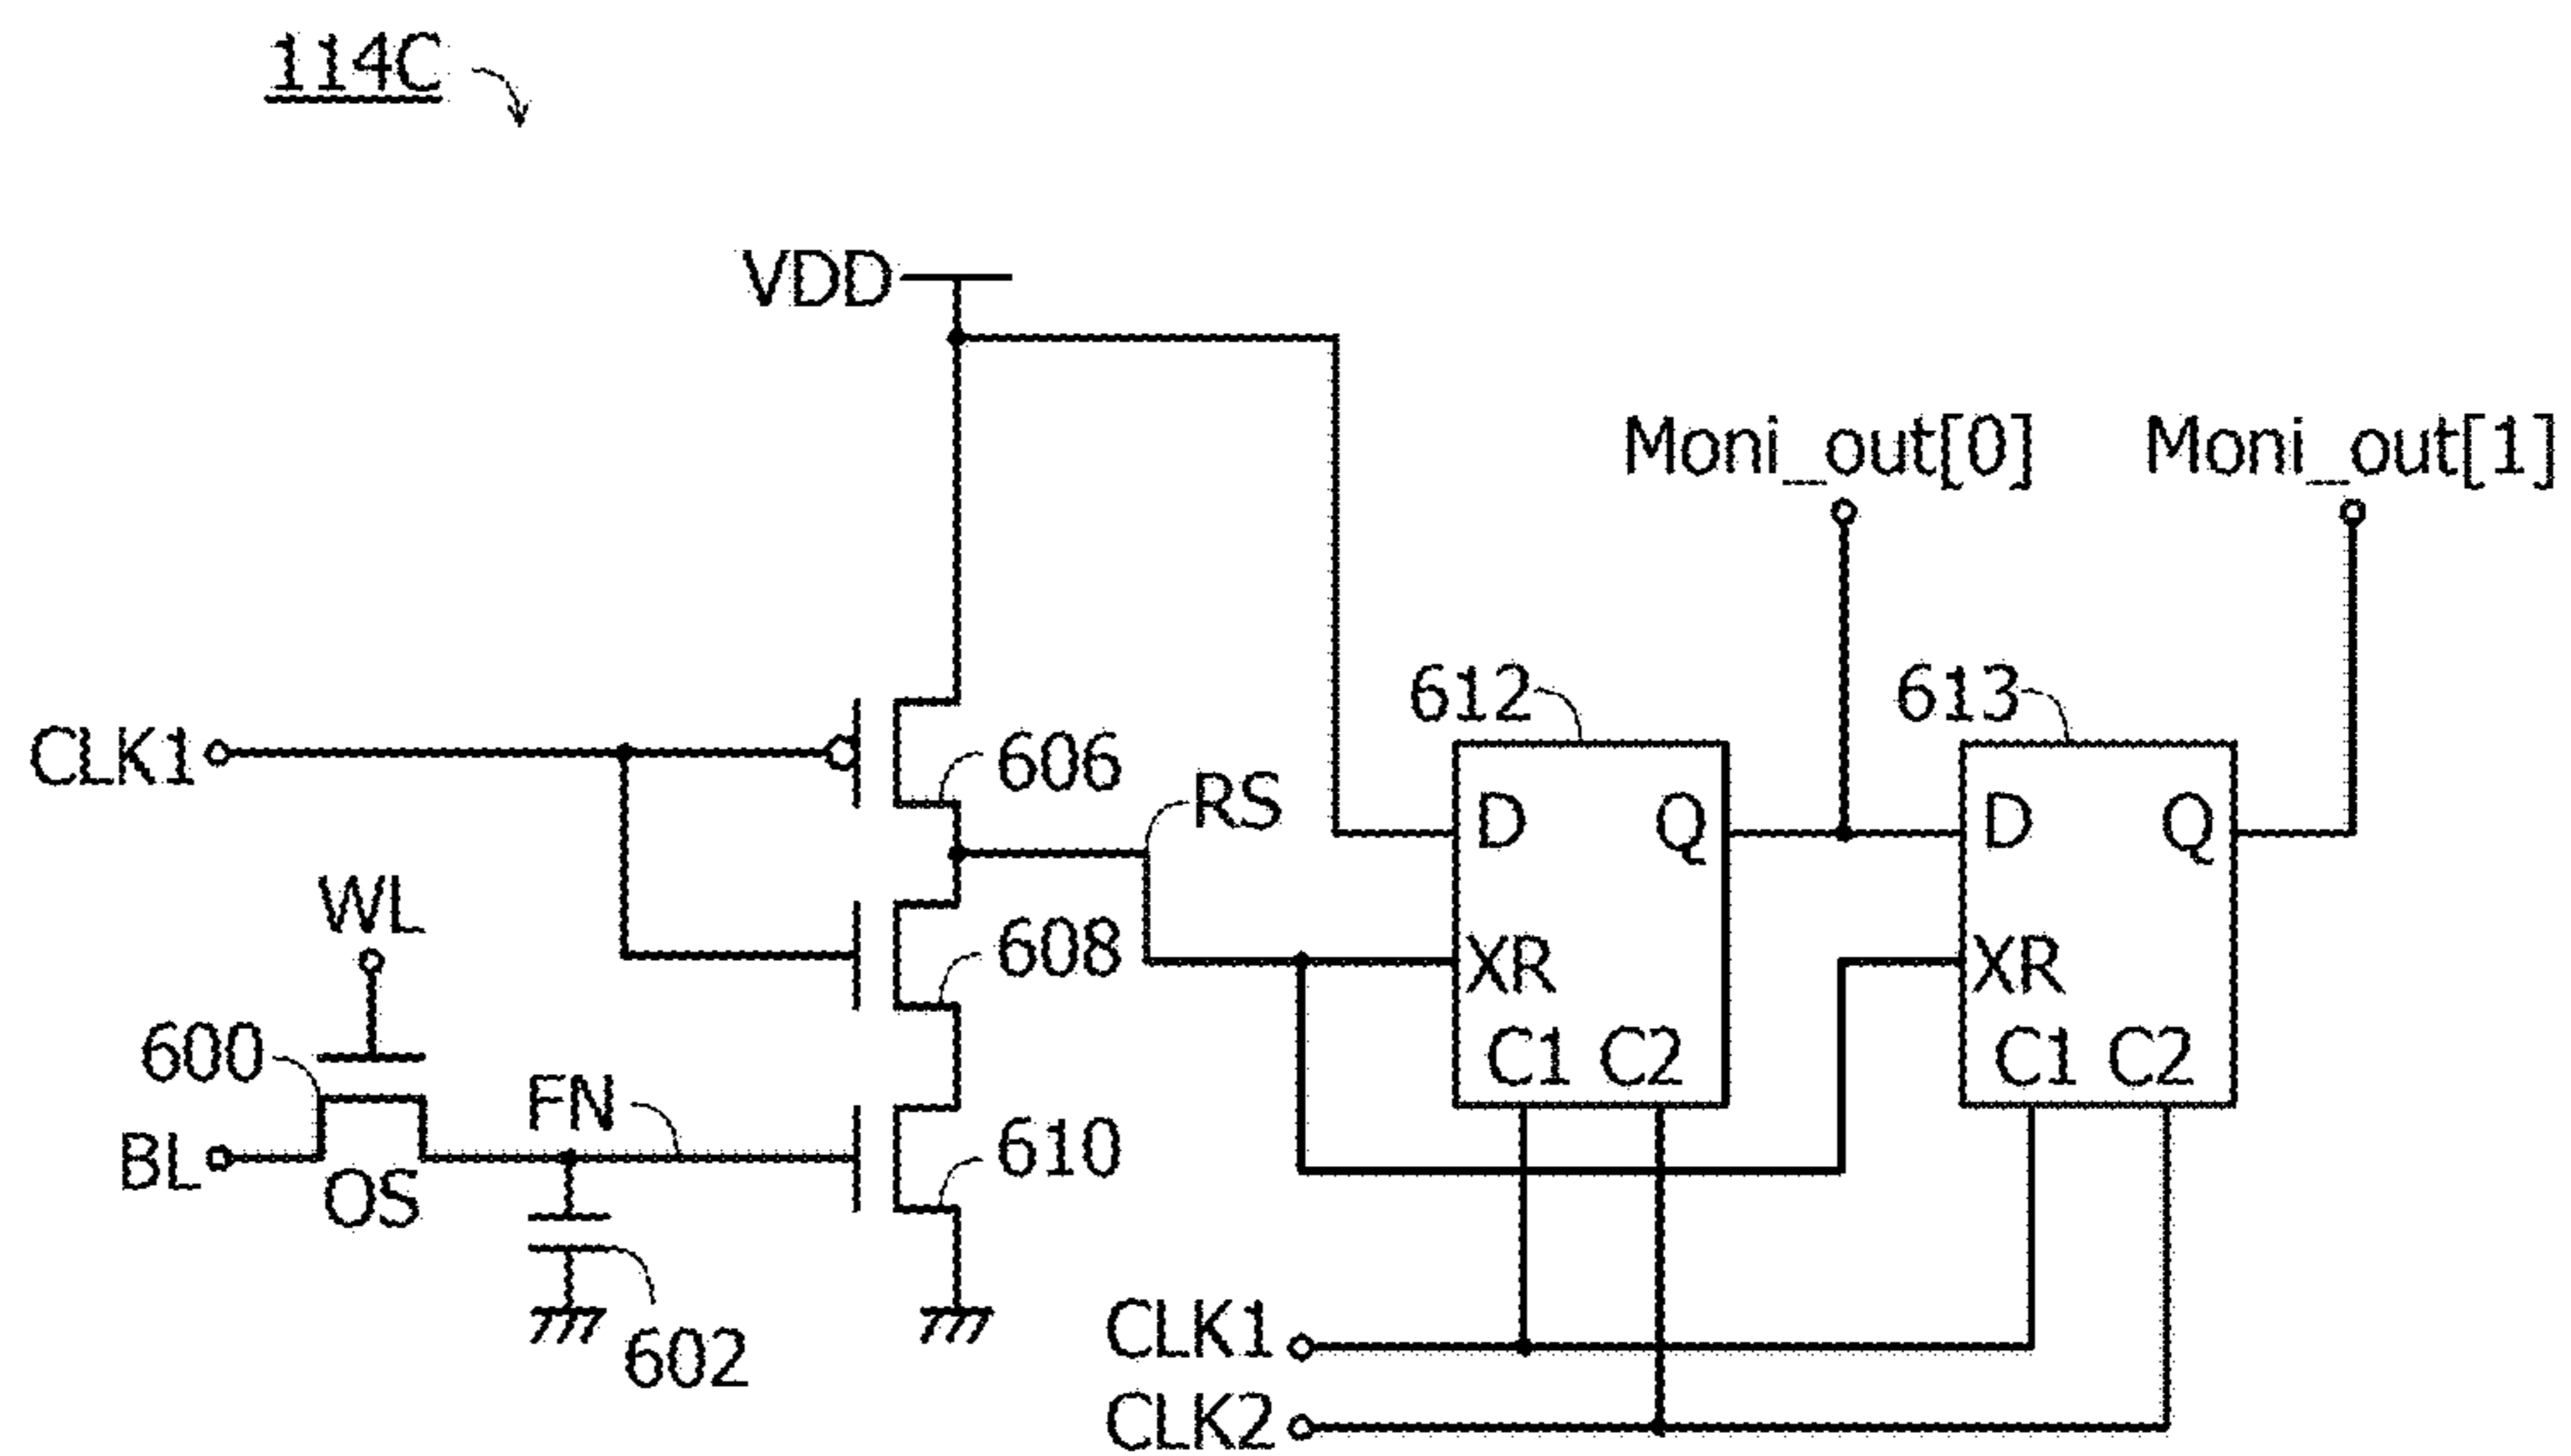 114C
VDD
Moni_out[0]
Moni_out[1]
612
613
CLK1
606
RS
D
Q
D
Q
WL
608
XR
XR
600
C1
C2
C1
C2
FN
BL
OS
610
602
CLK1
CLK2